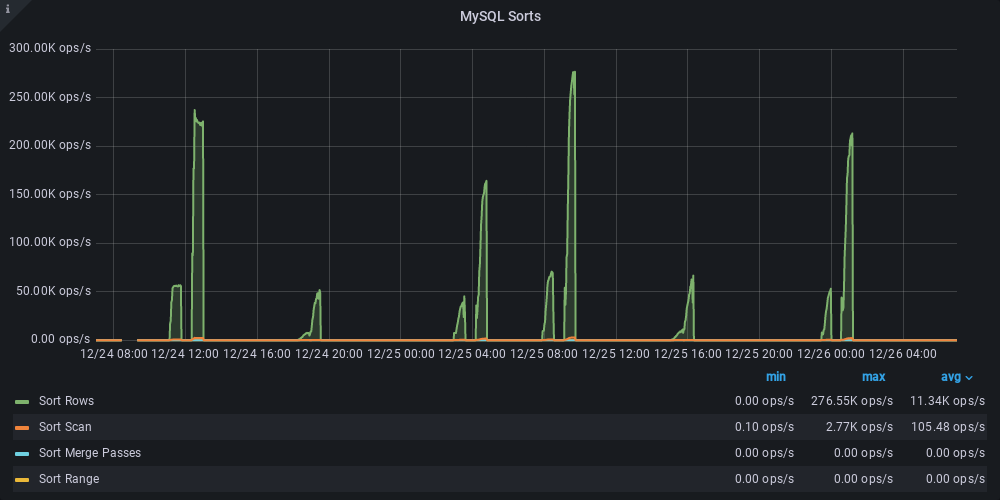 i
MySQL Sorts
300.00K ops/s
250.00K ops/s
200.00K ops/s
150.00K ops/s
100.00K ops/s
50.00K ops/s
0.00 ops/s
12/24 08:00 12/24 12:00 12/24 16:00 12/24 20:00 12/25 00:00 12/25 04:00 12/25 08:00 12/25 12:00 12/25 16:00 12/25 20:00 12/26 00:00 12/26 04:00
min max avg
Sort Rows 0.00 ops/s 276.55K ops/s 11.34K ops/s
Sort Scan 0.10 ops/s 2.77K ops/s 105.48 ops/s
Sort Merge Passes 0.00 ops/s 0.00 ops/s 0.00 ops/s
Sort Range 0.00 ops/s 0.00 ops/s 0.00 ops/s